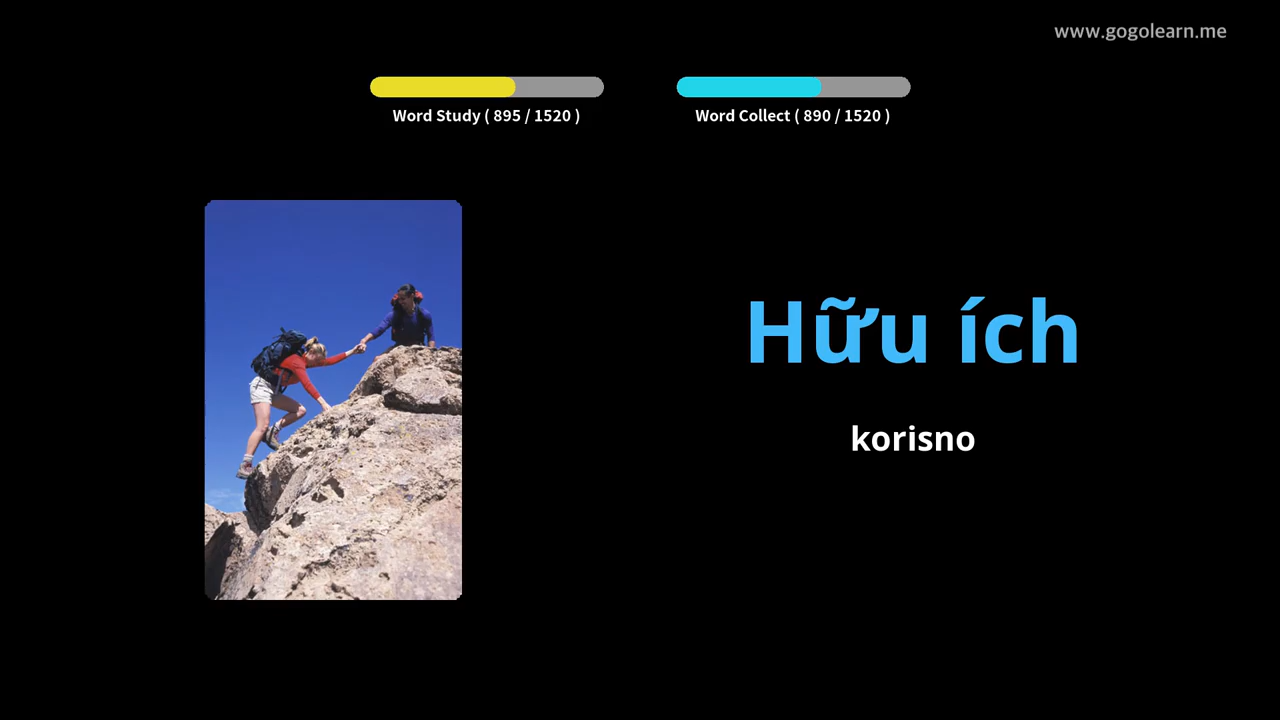 www.gogolearn.me
Word Study ( 895 / 1520 )
Word Collect ( 890 / 1520 )
Hữu ích
korisno